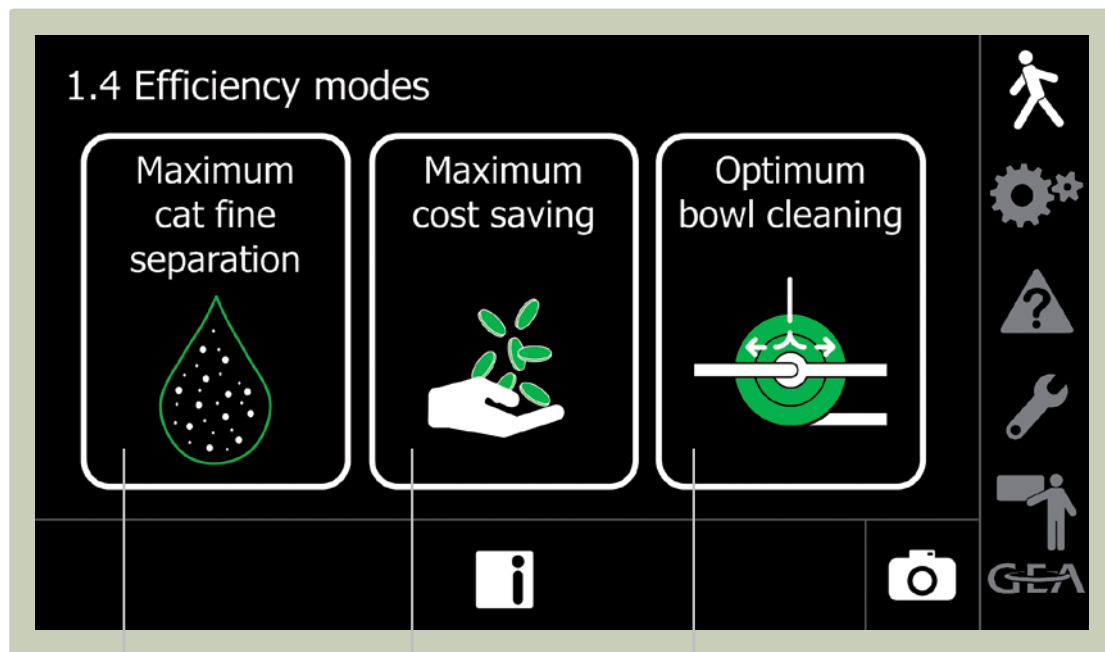 1.4 Efficiency modes
Maximum
cat fine
separation
Maximum
cost saving
Optimum
bowl cleaning
?
i
GEA